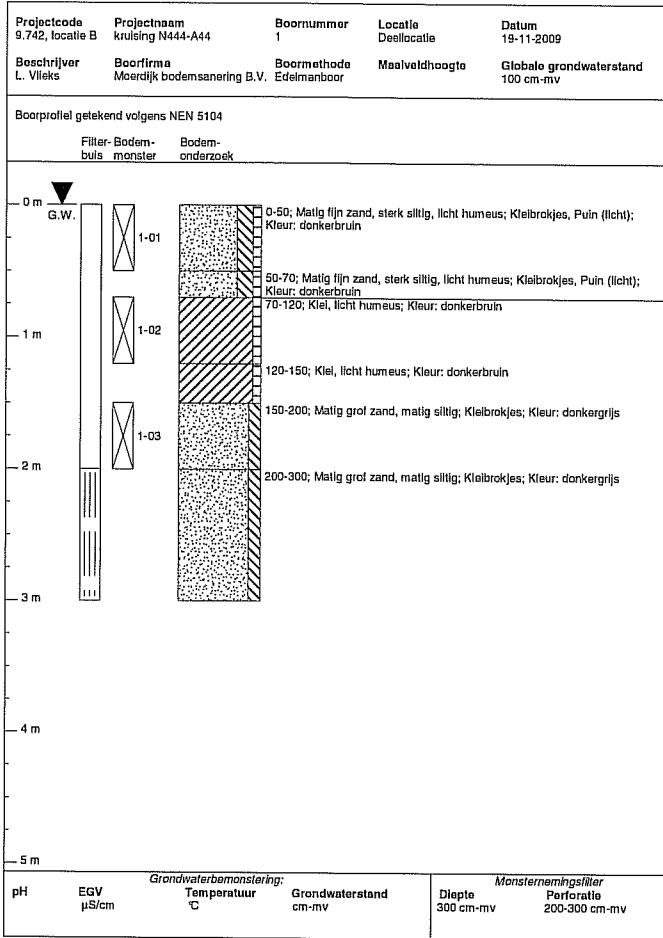 Projectcode Projectnaam Boornummer Locatie Datum
9.742, locatie B kruising N444-A44 1 Deellocatie 19-11-2009
Beschrijver Boorfirma Boormethode Maaiveldhoogte Globale grondwaterstand
L. Vlieks Moerdijk bodemsanering B.V. Edelmanboor 100 cm-mv
Boorprofiel getekend volgens NEN 5104
Filter- Bodem- Bodem-
buis monster onderzoek
0 m
G.W.
0-50; Matig fijn zand, sterk siltig, licht humeus; Kleibrokjes, Puin (licht);
Kleur: donkerbruin
1-01
50-70; Matig fijn zand, sterk siltig, licht humeus; Kleibrokjes, Puin (licht);
Kleur: donkerbruin
70-120; Klei, licht humeus; Kleur: donkerbruin
1 m
1-02
120-150; Klei, licht humeus; Kleur: donkerbruin
150-200; Matig grof zand, matig siltig; Kleibrokjes; Kleur: donkergrijs
1-03
2 m
200-300; Matig grof zand, matig siltig; Kleibrokjes; Kleur: donkergrijs
3 m
4 m
5 m
Grondwaterbemonstering: Monsternemingsfilter
pH EGV Temperatuur Grondwaterstand Diepte Perforatie
µS/cm °C cm-mv 300 cm-mv 200-300 cm-mv